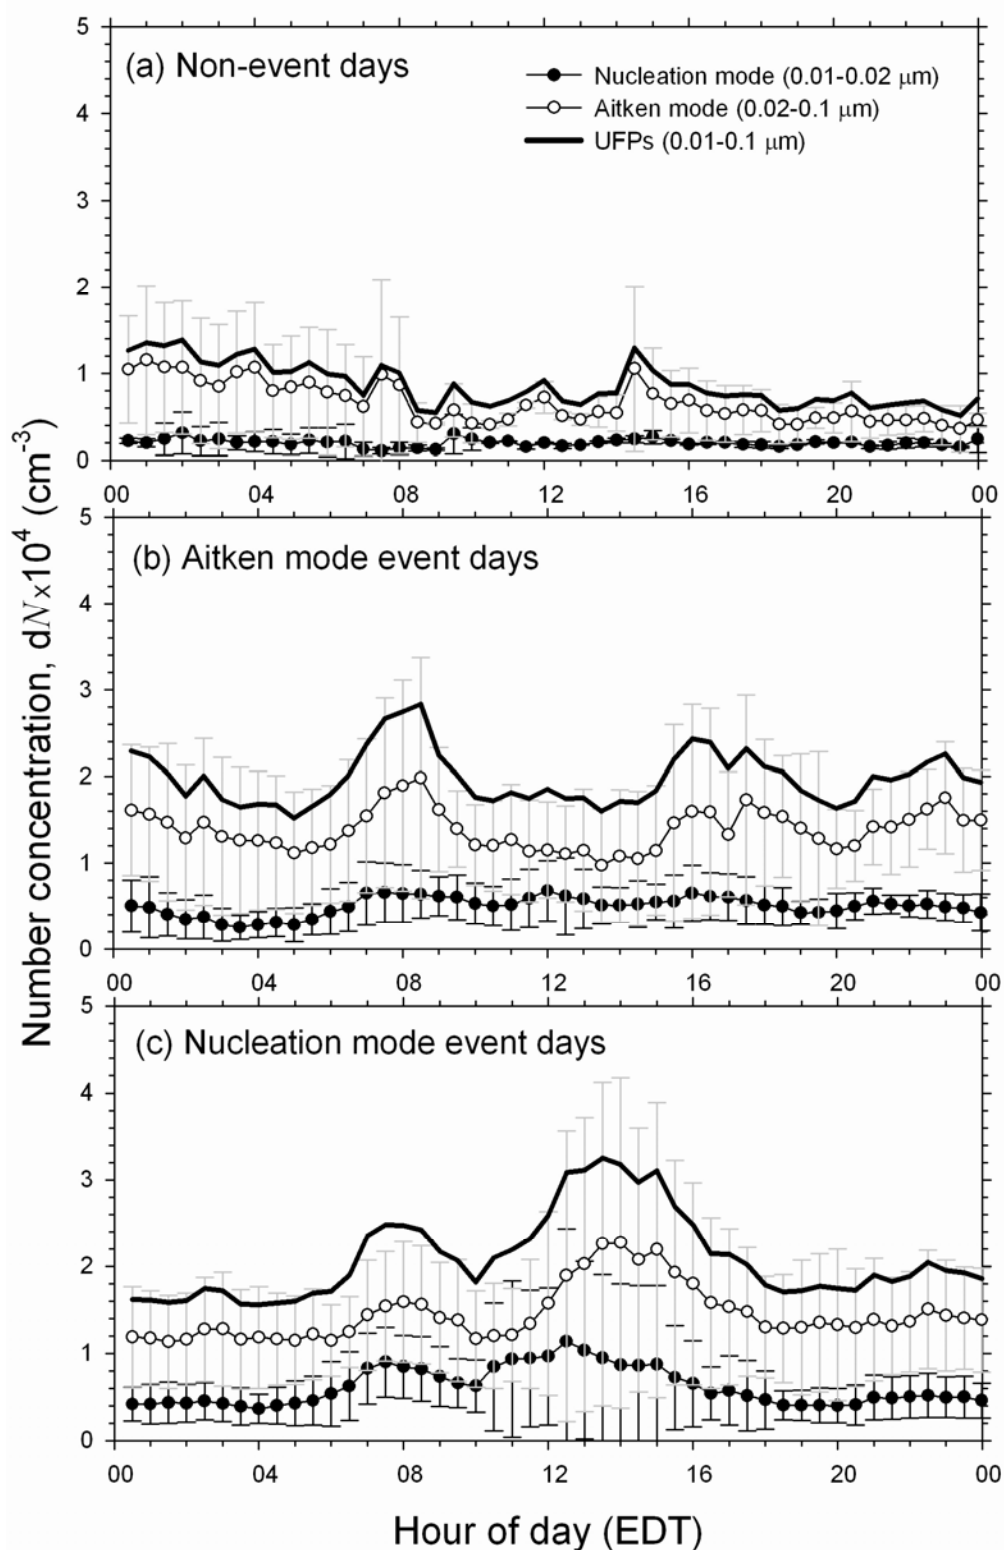 Number concentration, dN×10⁴ (cm⁻³)
(a) Non-event days
Nucleation mode (0.01-0.02 μm)
Aitken mode (0.02-0.1 μm)
UFPs (0.01-0.1 μm)
5
4
3
2
1
0
00 04 08 12 16 20 00
(b) Aitken mode event days
5
4
3
2
1
0
00 04 08 12 16 20 00
(c) Nucleation mode event days
5
4
3
2
1
0
00 04 08 12 16 20 00
Hour of day (EDT)